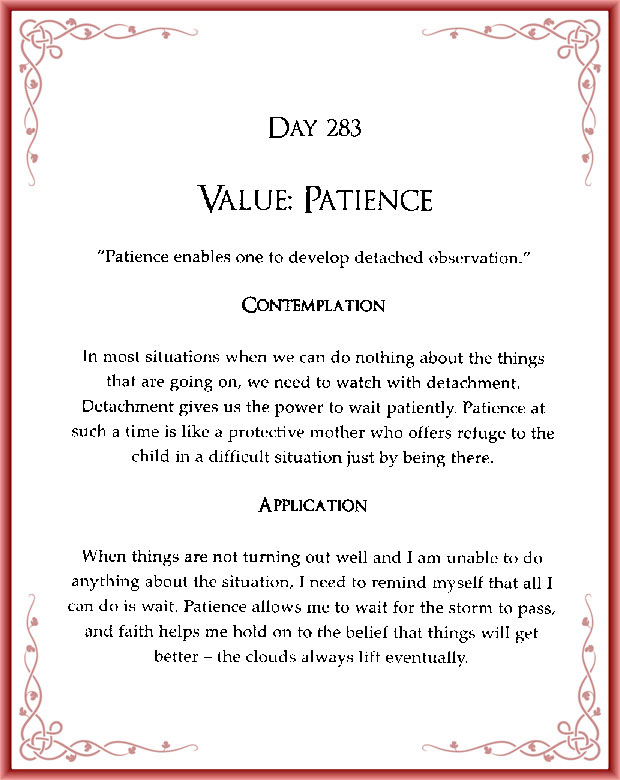 DAY 283
VALUE: PATIENCE
“Patience enables one to develop detached observation.”
CONTEMPLATION
In most situations when we can do nothing about the things
that are going on, we need to watch with detachment.
Detachment gives us the power to wait patiently. Patience at
such a time is like a protective mother who offers refuge to the
child in a difficult situation just by being there.
APPLICATION
When things are not turning out well and I am unable to do
anything about the situation, I need to remind myself that all I
can do is wait. Patience allows me to wait for the storm to pass,
and faith helps me hold on to the belief that things will get
better – the clouds always lift eventually.